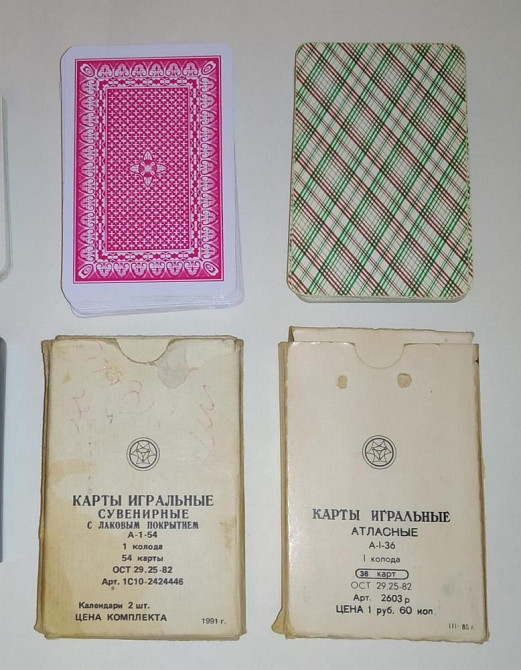 КАРТЫ ИГРАЛЬНЫЕ
СУВЕНИРНЫЕ
С ЛАКОВЫМ ПОКРЫТИЕМ
А-1-54
1 колода
54 карты
ОСТ 29.25-82
Арт. 1С10-2424446
Календари 2 шт.
ЦЕНА КОМПЛЕКТА
1991 г.
КАРТЫ ИГРАЛЬНЫЕ
АТЛАСНЫЕ
А-I-36
I колода
36 карт
ОСТ 29.25-82
Арт. 2603 р
ЦЕНА 1 руб. 60 коп